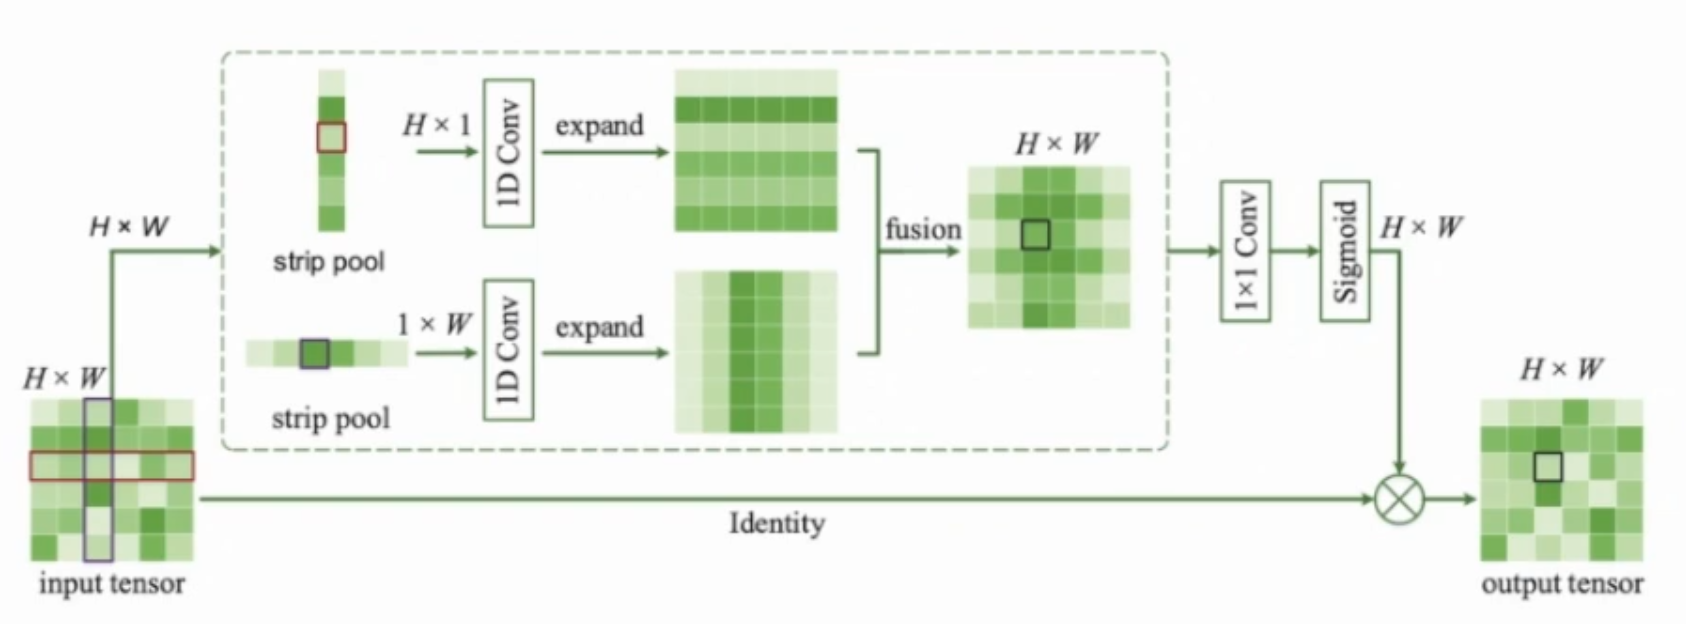 H × W
strip pool
H × 1
1D Conv
expand
strip pool
1 × W
1D Conv
expand
fusion
H × W
1×1 Conv
Sigmoid
H × W
H × W
input tensor
Identity
H × W
output tensor